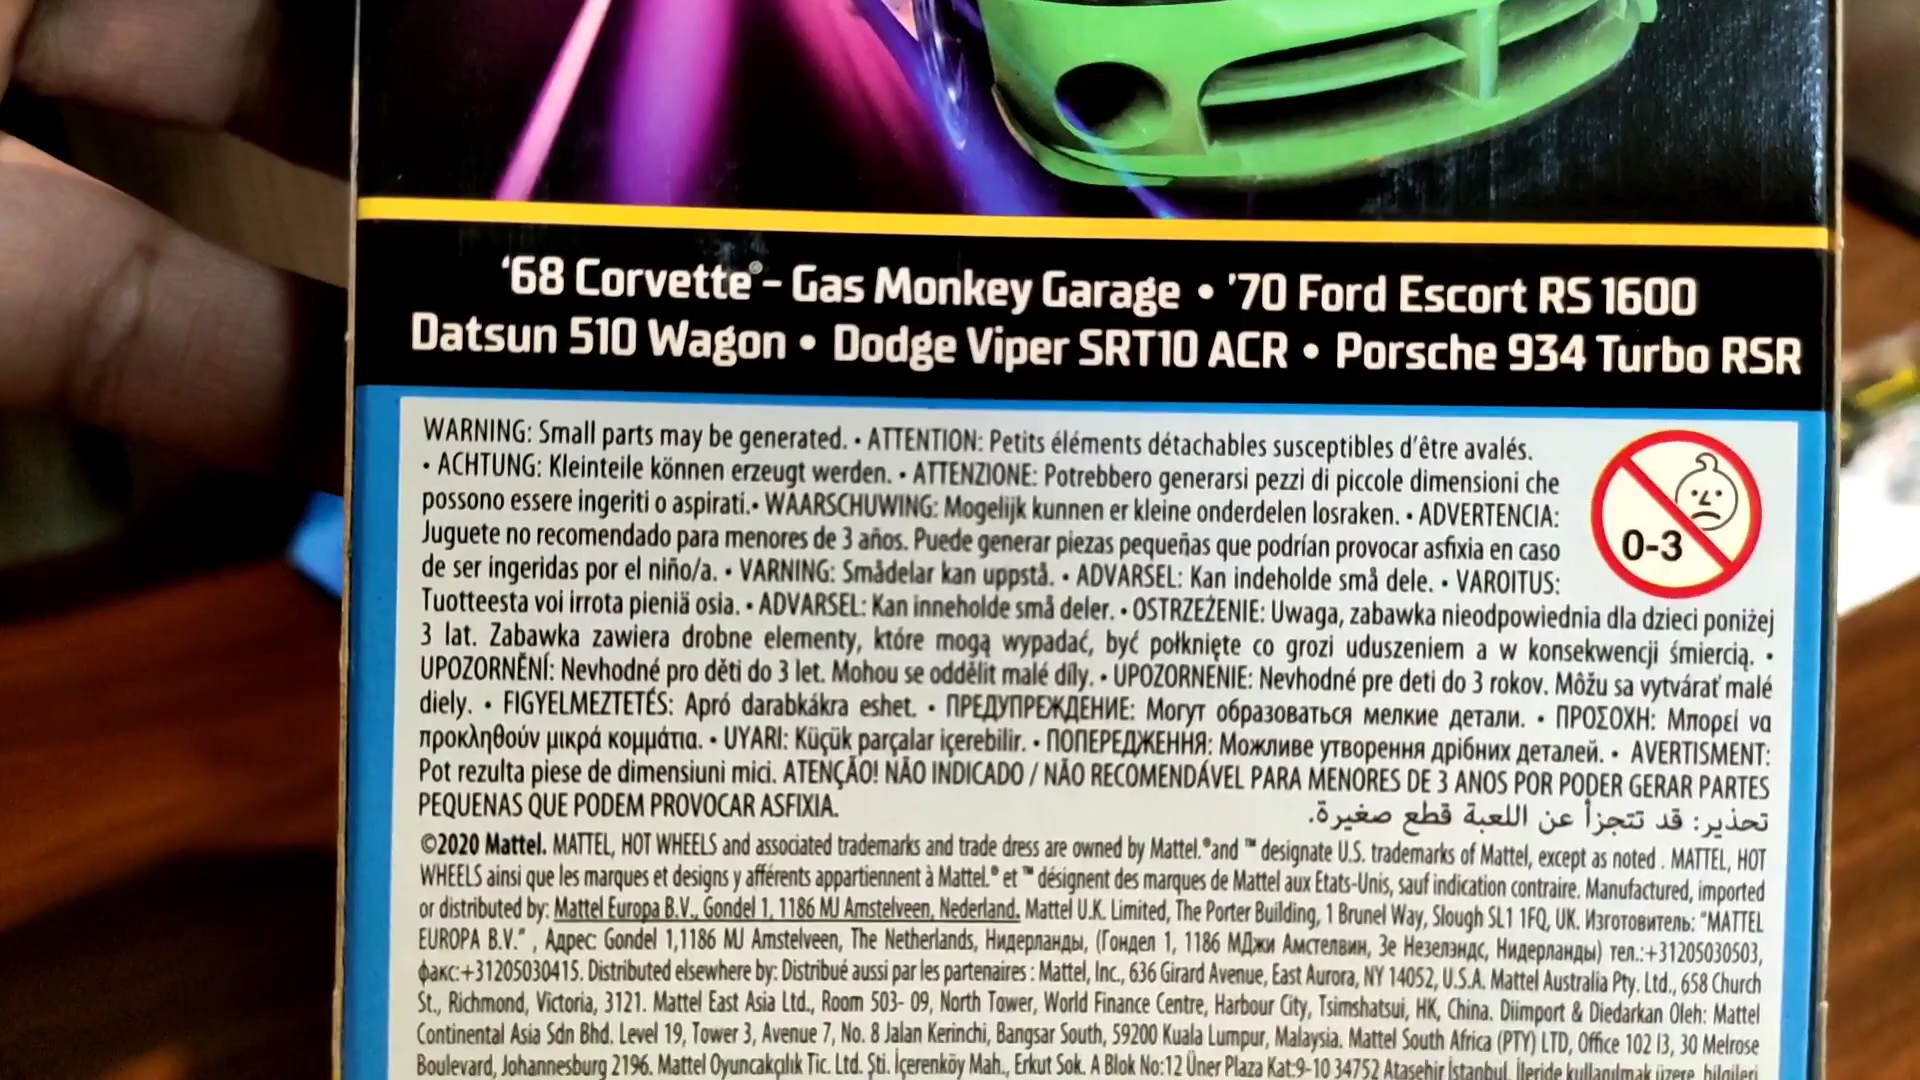 ‘68 Corvette® – Gas Monkey Garage • ’70 Ford Escort RS 1600
Datsun 510 Wagon • Dodge Viper SRT10 ACR • Porsche 934 Turbo RSR
WARNING: Small parts may be generated. • ATTENTION: Petits éléments détachables susceptibles d’être avalés.
• ACHTUNG: Kleinteile können erzeugt werden. • ATTENZIONE: Potrebbero generarsi pezzi di piccole dimensioni che
possono essere ingeriti o aspirati.• WAARSCHUWING: Mogelijk kunnen er kleine onderdelen losraken. • ADVERTENCIA:
Juguete no recomendado para menores de 3 años. Puede generar piezas pequeñas que podrían provocar asfixia en caso
de ser ingeridas por el niño/a. • VARNING: Smådelar kan uppstå. • ADVARSEL: Kan indeholde små dele. • VAROITUS:
0-3
Tuotteesta voi irrota pieniä osia. • ADVARSEL: Kan inneholde små deler. • OSTRZEŻENIE: Uwaga, zabawka nieodpowiednia dla dzieci poniżej
3 lat. Zabawka zawiera drobne elementy, które mogą wypadać, być połknięte co grozi uduszeniem a w konsekwencji śmiercią. •
UPOZORNĚNÍ: Nevhodné pro děti do 3 let. Mohou se oddělit malé díly. • UPOZORNENIE: Nevhodné pre deti do 3 rokov. Môžu sa vytvárať malé
diely. • FIGYELMEZTETÉS: Apró darabkákra eshet. • ПРЕДУПРЕЖДЕНИЕ: Могут образоваться мелкие детали. • ΠΡΟΣΟΧΗ: Μπορεί να
προκληθούν μικρά κομμάτια. • UYARI: Küçük parçalar içerebilir. • ПОПЕРЕДЖЕННЯ: Можливе утворення дрібних деталей. • AVERTISMENT:
Pot rezulta piese de dimensiuni mici. ATENÇÃO! NÃO INDICADO / NÃO RECOMENDÁVEL PARA MENORES DE 3 ANOS POR PODER GERAR PARTES
PEQUENAS QUE PODEM PROVOCAR ASFIXIA.
تحذير: قد تتجزأ عن اللعبة قطع صغيرة.
©2020 Mattel. MATTEL, HOT WHEELS and associated trademarks and trade dress are owned by Mattel.® and ™ designate U.S. trademarks of Mattel, except as noted . MATTEL, HOT
WHEELS ainsi que les marques et designs y afférents appartiennent à Mattel.® et ™ désignent des marques de Mattel aux Etats-Unis, sauf indication contraire. Manufactured, imported
or distributed by: Mattel Europa B.V., Gondel 1, 1186 MJ Amstelveen, Nederland. Mattel U.K. Limited, The Porter Building, 1 Brunel Way, Slough SL1 1FQ, UK. Изготовитель: "MATTEL
EUROPA B.V." , Адрес: Gondel 1,1186 MJ Amstelveen, The Netherlands, Нидерланды, (Гондел 1, 1186 МДжи Амстелвин, Зе Незелэндс, Нидерланды) тел.:+31205030503,
факс:+31205030415. Distributed elsewhere by: Distribué aussi par les partenaires : Mattel, Inc., 636 Girard Avenue, East Aurora, NY 14052, U.S.A. Mattel Australia Pty. Ltd., 658 Church
St., Richmond, Victoria, 3121. Mattel East Asia Ltd., Room 503- 09, North Tower, World Finance Centre, Harbour City, Tsimshatsui, HK, China. Diimport & Diedarkan Oleh: Mattel
Continental Asia Sdn Bhd. Level 19, Tower 3, Avenue 7, No. 8 Jalan Kerinchi, Bangsar South, 59200 Kuala Lumpur, Malaysia. Mattel South Africa (PTY) LTD, Office 102 I3, 30 Melrose
Boulevard, Johannesburg 2196. Mattel Oyuncakçılık Tic. Ltd. Şti. İçerenköy Mah., Erkut Sok. A Blok No:12 Üner Plaza Kat:9-10 34752 Ataşehir İstanbul. İleride kullanılmak üzere, bilgileri